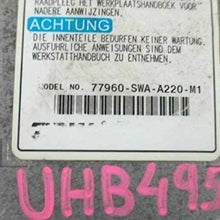 RAADPLEEG HET WERKPLAATSHANDBOEK VOOR
NADERE AANWIJZINGEN.
ACHTUNG
DIE INNENTEILE BEDÜRFEN KEINER WARTUNG.
AUSFÜHRLICHE ANWEISUNGEN SIND DEM
WERKSTATTHANDBUCH ZU ENTNEHMEN.
MODEL NO. 77960-SWA-A220-M1
UHB495